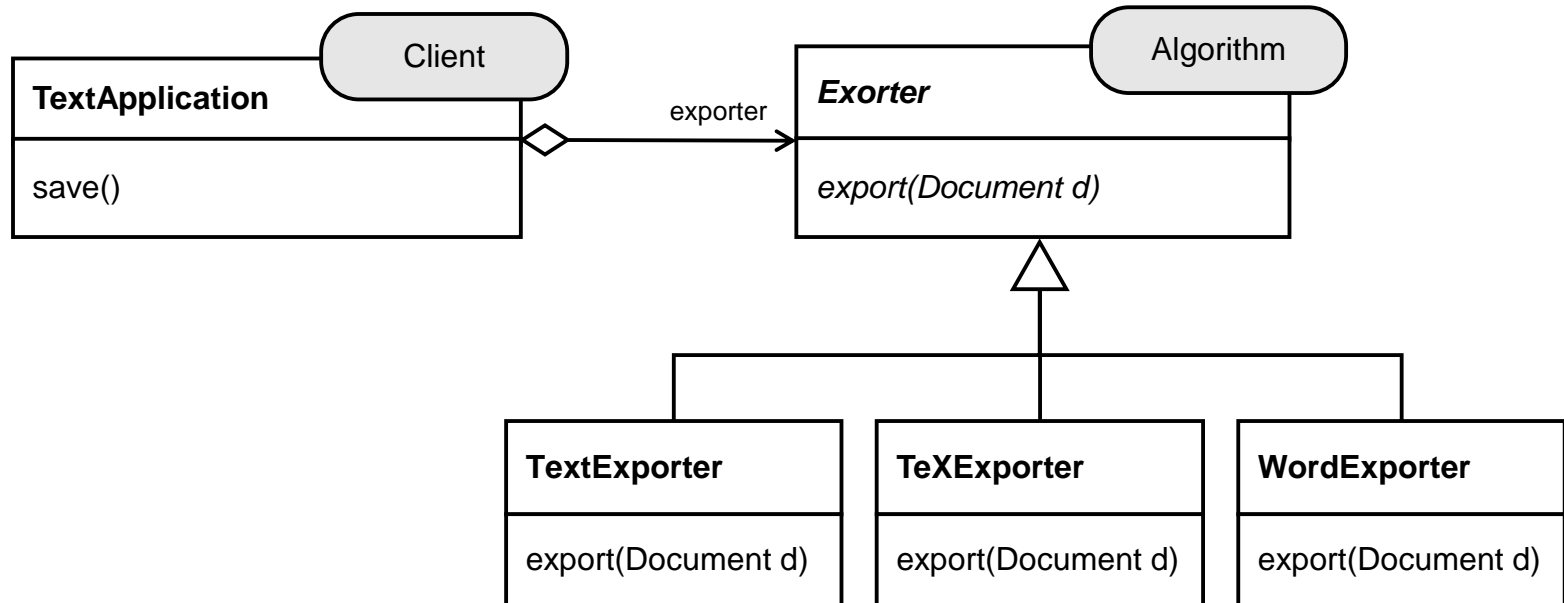 Client
Algorithm
TextApplication
exporter
Exorter
save()
export(Document d)
TextExporter
TeXExporter
WordExporter
export(Document d)
export(Document d)
export(Document d)